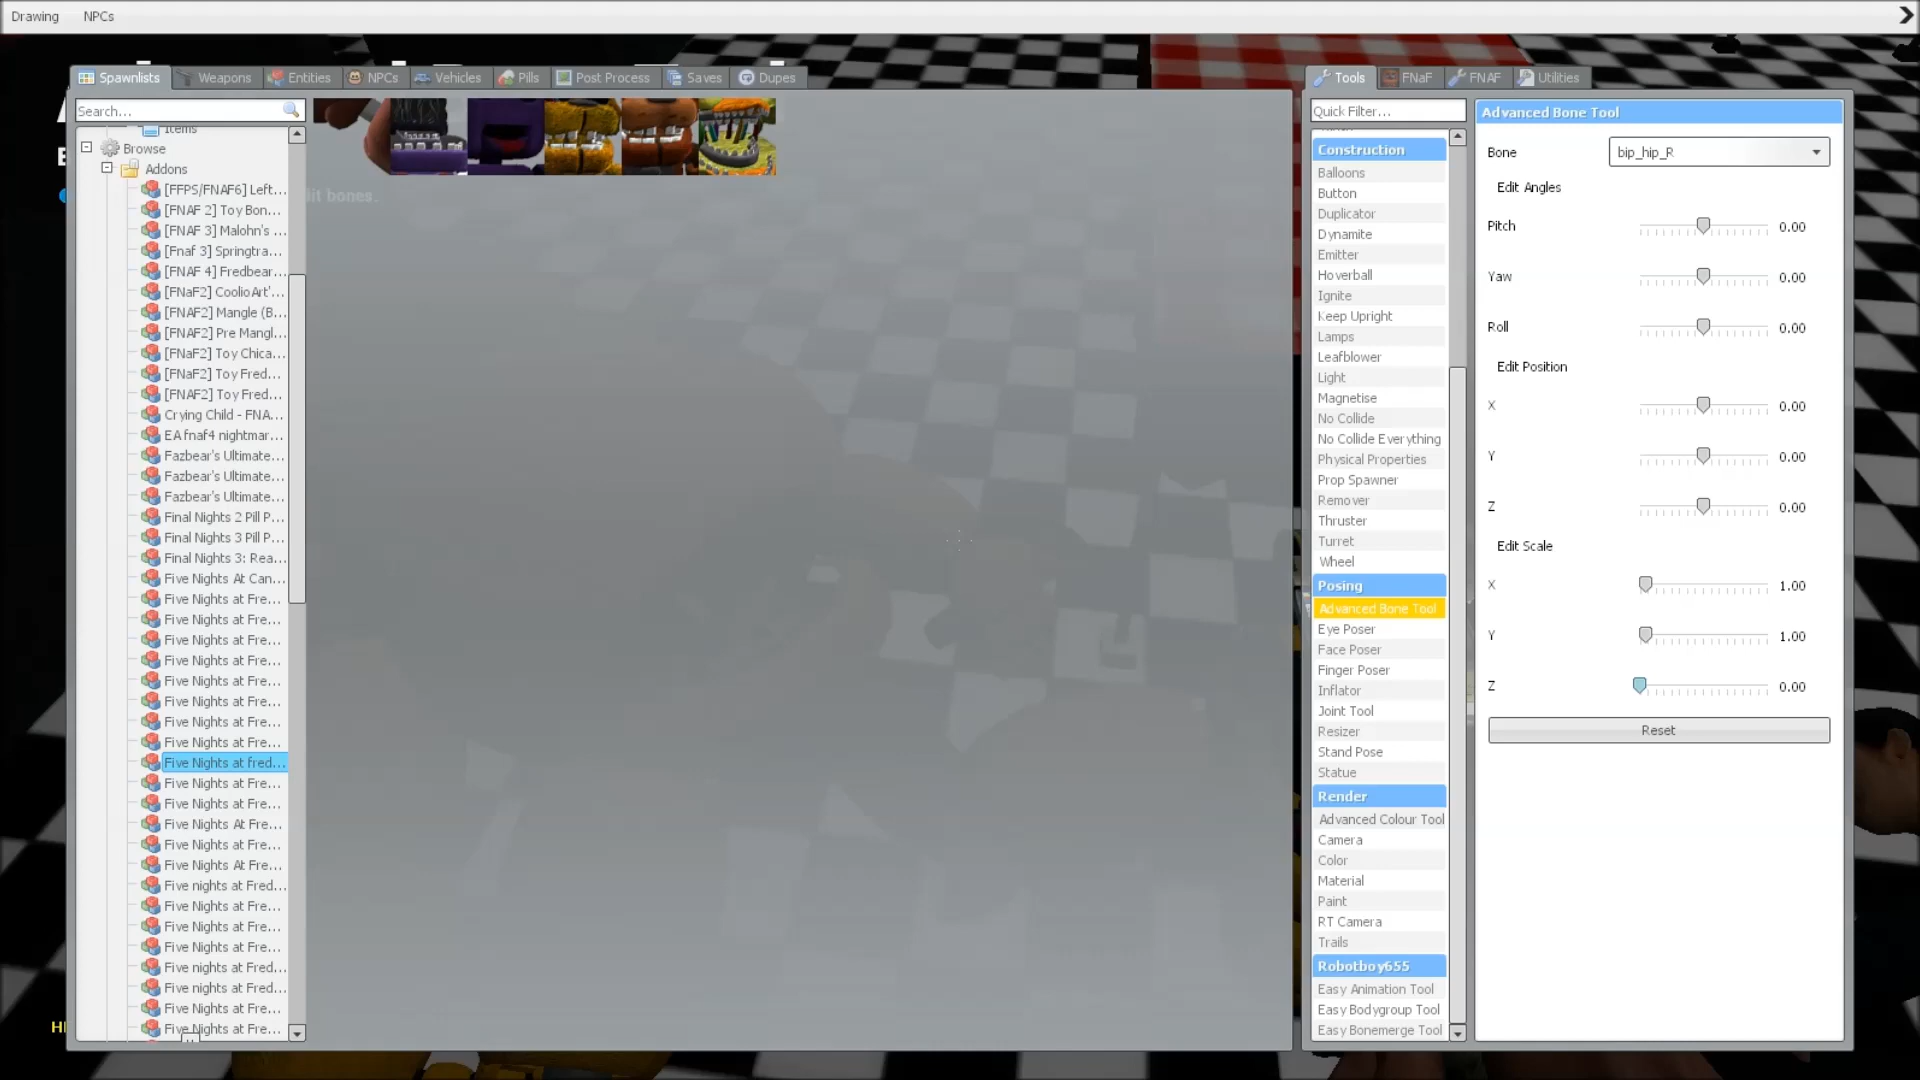 Drawing NPCs
Spawnlists Weapons Entities NPCs Vehicles Pills Post Process Saves Dupes
Search...
Items
Browse
Addons
[FFPS/FNAF6] Left...
[FNAF 2] Toy Bon...
[FNAF 3] Malohn's ...
[Fnaf 3] Springtra...
[FNAF 4] Fredbear...
[FNaF2] CoolioArt'...
[FNAF2] Mangle (B...
[FNAF2] Pre Mangl...
[FNaF2] Toy Chica...
[FNaF2] Toy Fred...
[FNAF2] Toy Fred...
Crying Child - FNA...
EA fnaf4 nightmar...
Fazbear's Ultimate...
Fazbear's Ultimate...
Fazbear's Ultimate...
Final Nights 2 Pill P...
Final Nights 3 Pill P...
Final Nights 3: Rea...
Five Nights At Can...
Five Nights at Fre...
Five Nights at Fre...
Five Nights at Fre...
Five Nights at Fre...
Five Nights at Fre...
Five Nights at Fre...
Five Nights at Fre...
Five Nights at Fre...
Five Nights at fred...
Five Nights at Fre...
Five Nights at Fre...
Five Nights At Fre...
Five Nights at Fre...
Five Nights At Fre...
Five nights at Fred...
Five Nights at Fre...
Five Nights at Fre...
Five Nights at Fre...
Five nights at Fred...
Five nights at Fred...
Five Nights at Fre...
Five Nights at Fre...
bones.
Tools FNaF FNAF Utilities
Quick Filter...
Construction
Balloons
Button
Duplicator
Dynamite
Emitter
Hoverball
Ignite
Keep Upright
Lamps
Leafblower
Light
Magnetise
No Collide
No Collide Everything
Physical Properties
Prop Spawner
Remover
Thruster
Turret
Wheel
Posing
Advanced Bone Tool
Eye Poser
Face Poser
Finger Poser
Inflator
Joint Tool
Resizer
Stand Pose
Statue
Render
Advanced Colour Tool
Camera
Color
Material
Paint
RT Camera
Trails
Robotboy655
Easy Animation Tool
Easy Bodygroup Tool
Easy Bonemerge Tool
Advanced Bone Tool
Bone bip_hip_R
Edit Angles
Pitch 0.00
Yaw 0.00
Roll 0.00
Edit Position
X 0.00
Y 0.00
Z 0.00
Edit Scale
X 1.00
Y 1.00
Z 0.00
Reset